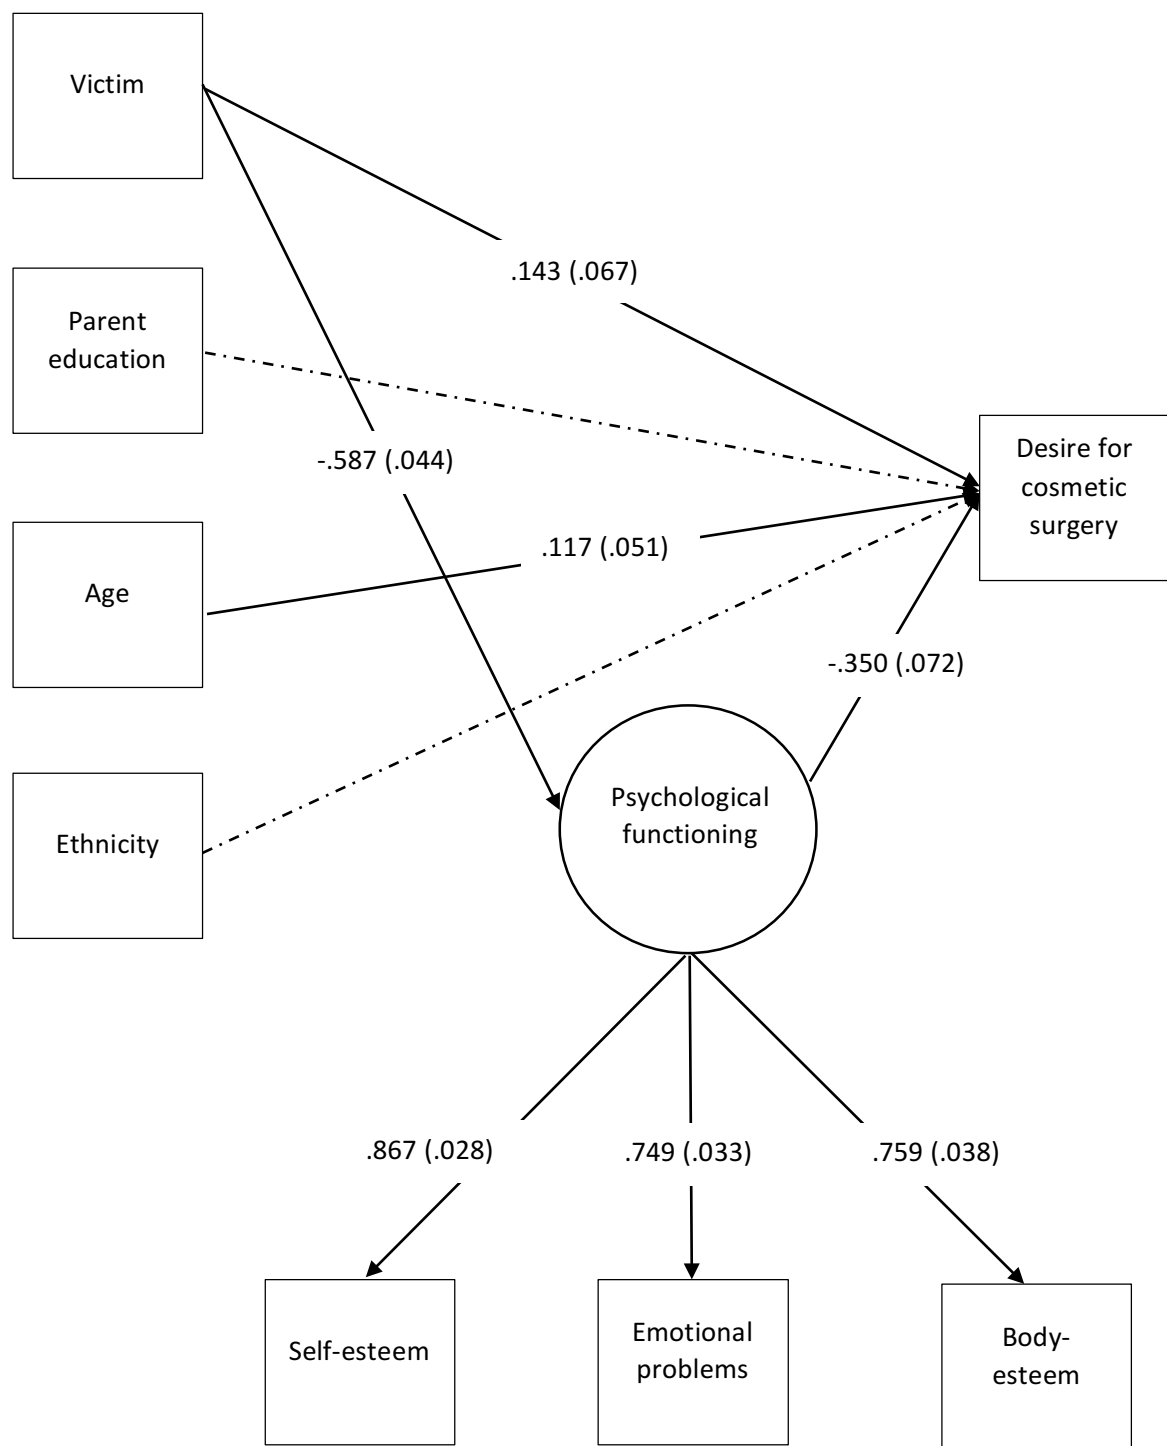 Victim
.143 (.067)
Parent
education
-.587 (.044)
Desire for
cosmetic
surgery
.117 (.051)
Age
-.350 (.072)
Psychological
functioning
Ethnicity
.867 (.028)
.749 (.033)
.759 (.038)
Self-esteem
Emotional
problems
Body-
esteem